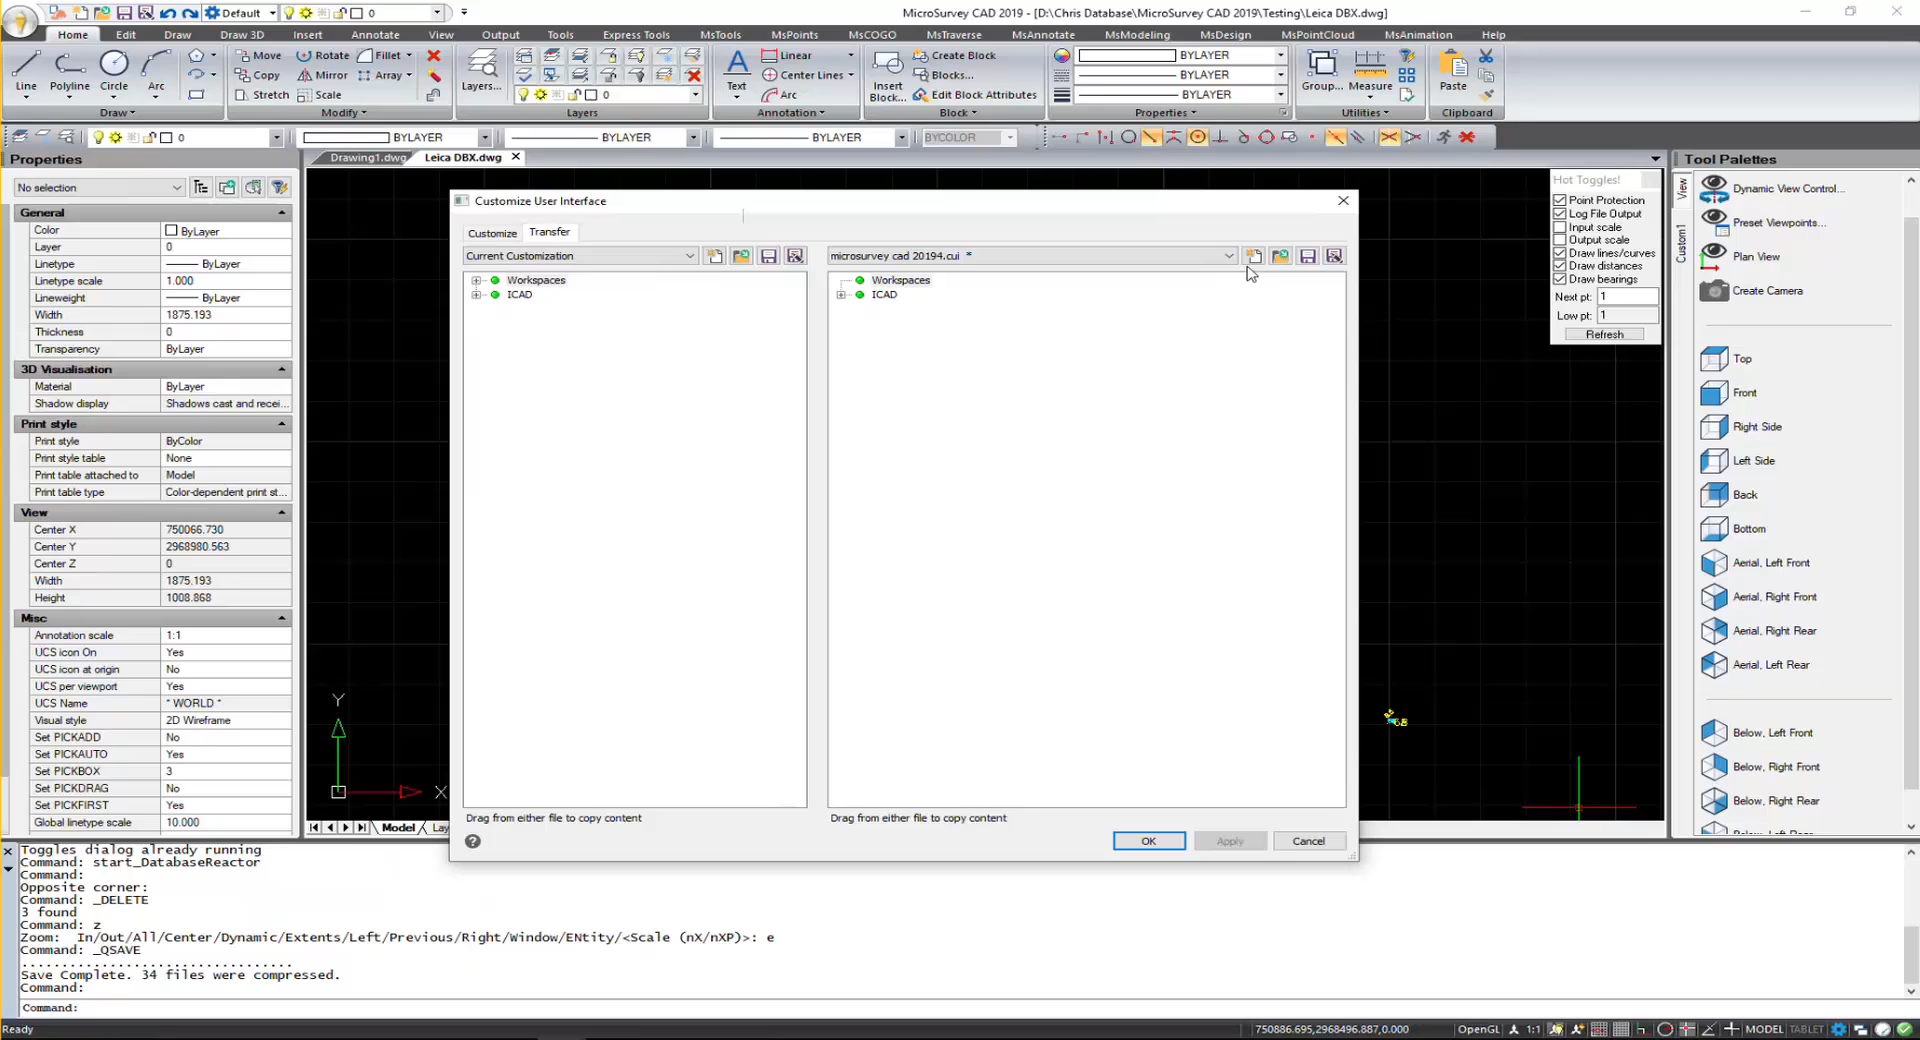 Default
0
MicroSurvey CAD 2019 - [D:\Chris Database\MicroSurvey CAD 2019\Testing\Leica DBX.dwg]
Home Edit Draw Draw 3D Insert Annotate View Output Tools Express Tools MsTools MsPoints MsCOGO MsTraverse MsAnnotate MsModeling MsDesign MsPointCloud MsAnimation Help
Line Polyline Circle Arc
Move Rotate Fillet
Copy Mirror Array
Stretch Scale
Layers...
0
Text
Linear
Center Lines
Arc
Insert Block...
Create Block
Blocks...
Edit Block Attributes
BYLAYER
BYLAYER
BYLAYER
Group... Measure
Paste
Draw Modify Layers Annotation Block Properties Utilities Clipboard
0 BYLAYER BYLAYER BYLAYER BYCOLOR
Properties
Drawing1.dwg Leica DBX.dwg
Tool Palettes
No selection
General
Color ByLayer
Layer 0
Linetype ByLayer
Linetype scale 1.000
Lineweight ByLayer
Width 1875.193
Thickness 0
Transparency ByLayer
3D Visualisation
Material ByLayer
Shadow display Shadows cast and recei...
Print style
Print style ByColor
Print style table None
Print table attached to Model
Print table type Color-dependent print st...
View
Center X 750066.730
Center Y 2968980.563
Center Z 0
Width 1875.193
Height 1008.868
Misc
Annotation scale 1:1
UCS icon On Yes
UCS icon at origin No
UCS per viewport Yes
UCS Name * WORLD *
Visual style 2D Wireframe
Set PICKADD No
Set PICKAUTO Yes
Set PICKBOX 3
Set PICKDRAG No
Set PICKFIRST Yes
Global linetype scale 10.000
Customize User Interface
Customize Transfer
Current Customization
Workspaces
ICAD
microsurvey cad 20194.cui *
Workspaces
ICAD
Drag from either file to copy content
Drag from either file to copy content
OK Apply Cancel
Hot Toggles!
Point Protection
Log File Output
Input scale
Output scale
Draw lines/curves
Draw distances
Draw bearings
Next pt: 1
Low pt: 1
Refresh
View
Custom1
Dynamic View Control...
Preset Viewpoints...
Plan View
Create Camera
Top
Front
Right Side
Left Side
Back
Bottom
Aerial, Left Front
Aerial, Right Front
Aerial, Right Rear
Aerial, Left Rear
Below, Left Front
Below, Right Front
Below, Right Rear
Y
X
Model
Toggles dialog already running
Command: start_DatabaseReactor
Command:
Opposite corner:
Command: _DELETE
3 found
Command: z
Zoom: In/Out/All/Center/Dynamic/Extents/Left/Previous/Right/Window/ENtity/<Scale (nX/nXP)>: e
Command: _QSAVE
..................................
Save Complete. 34 files were compressed.
Command:
Command:
Ready
750886.695,2968496.887,0.000 OpenGL 1:1 MODEL TABLET